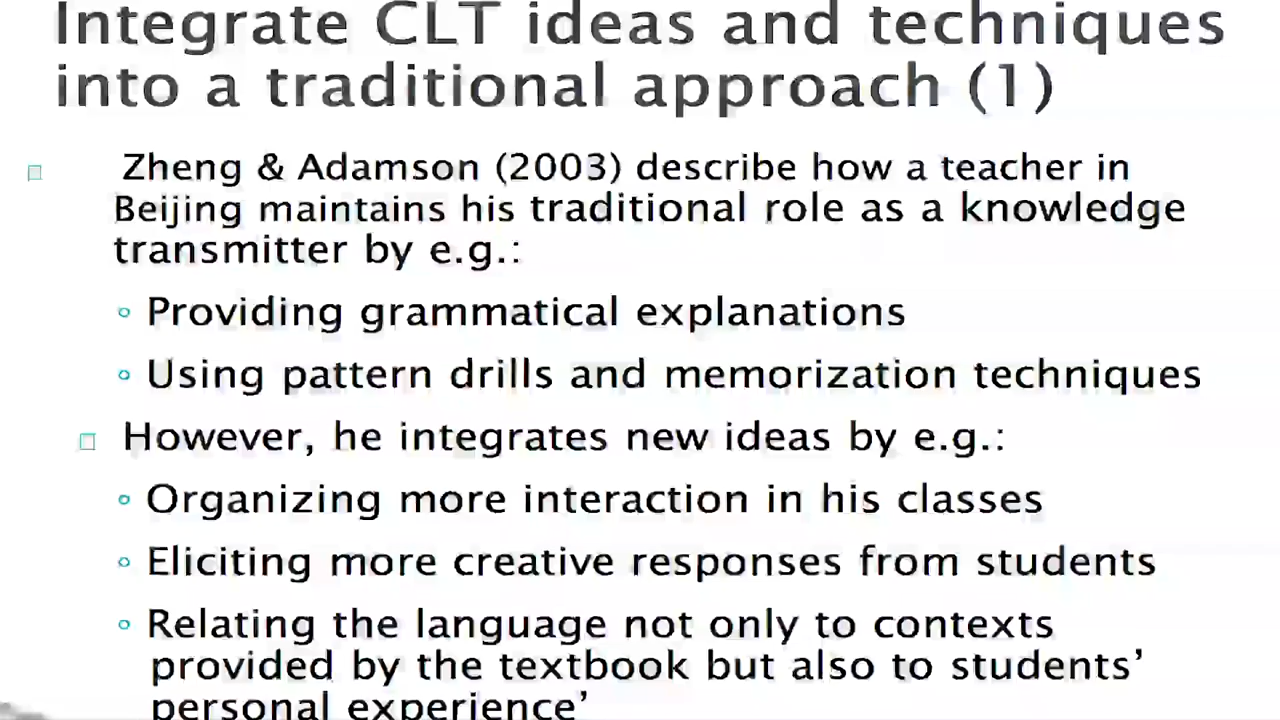 Integrate CLT ideas and techniques
into a traditional approach (1)
Zheng & Adamson (2003) describe how a teacher in
Beijing maintains his traditional role as a knowledge
transmitter by e.g.:
Providing grammatical explanations
Using pattern drills and memorization techniques
However, he integrates new ideas by e.g.:
Organizing more interaction in his classes
Eliciting more creative responses from students
Relating the language not only to contexts
provided by the textbook but also to students’
personal experience’